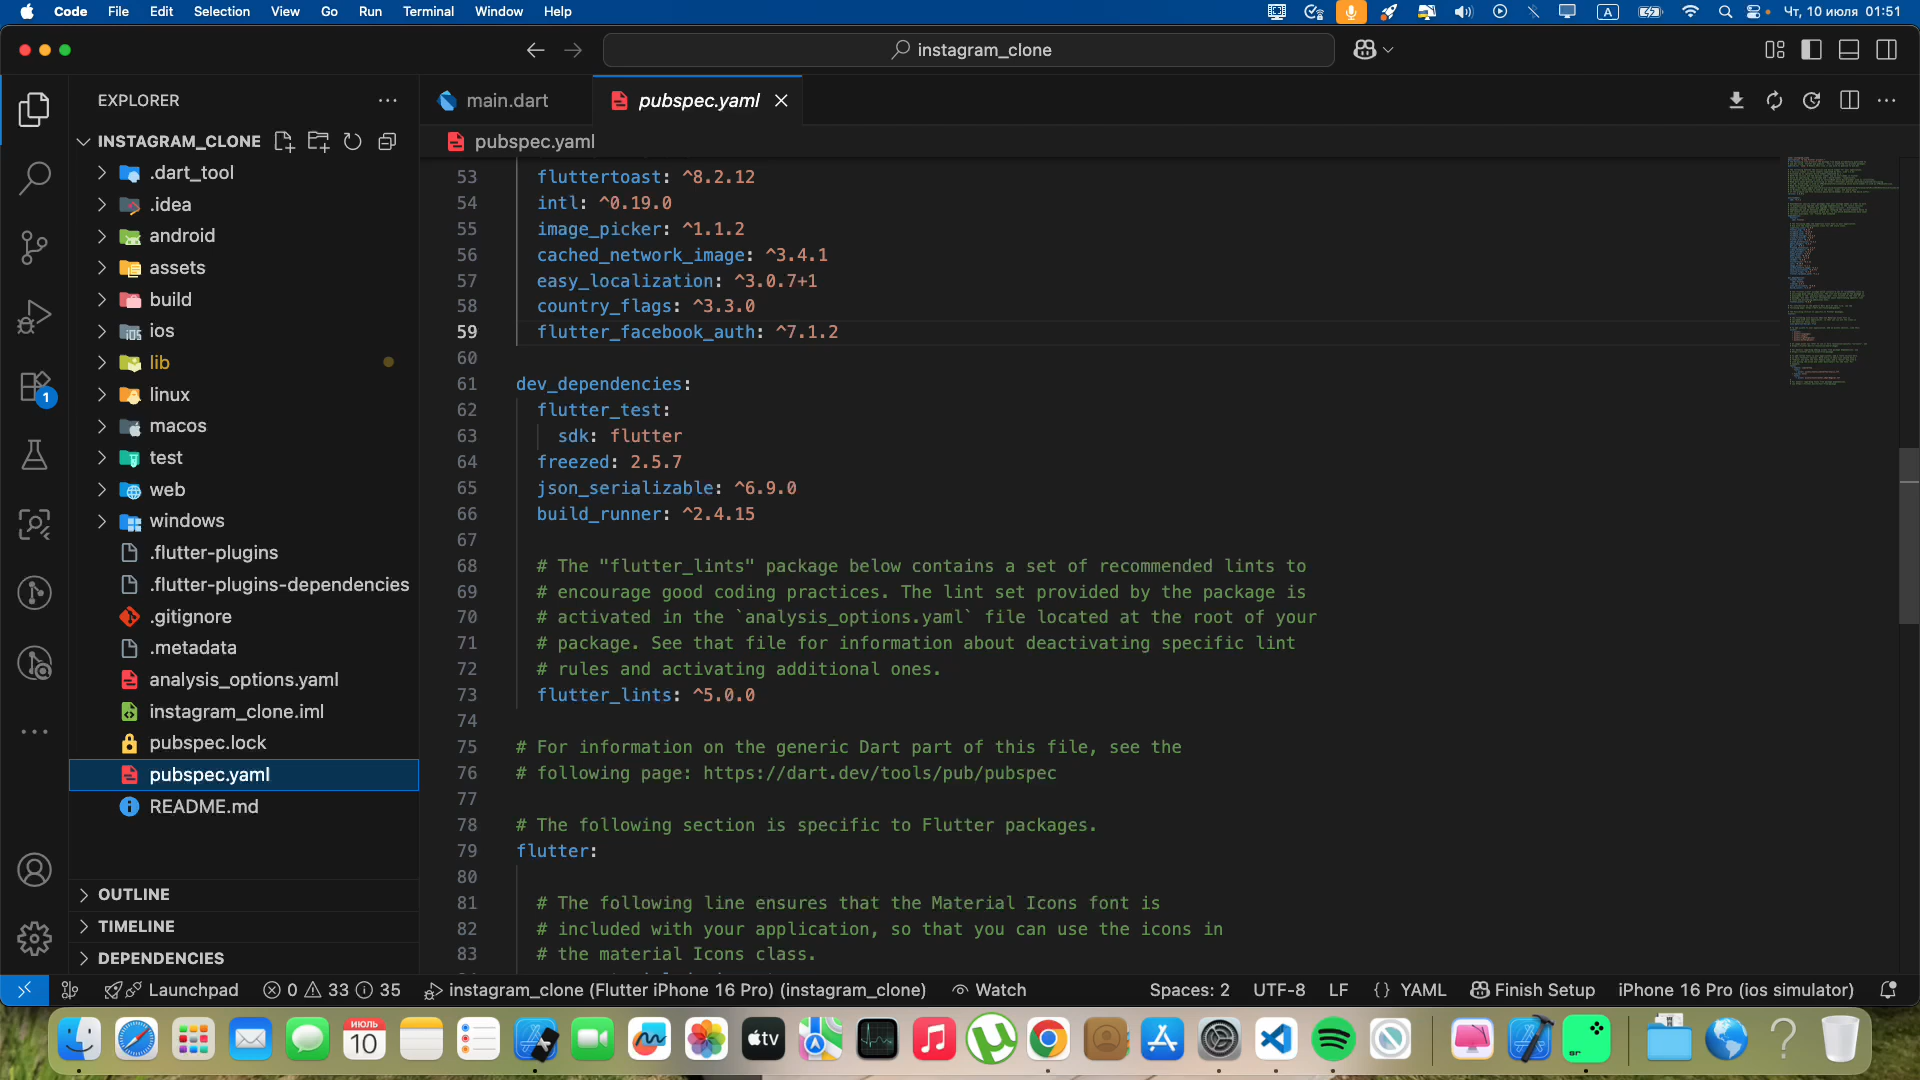 Code File Edit Selection View Go Run Terminal Window Help
A
Чт, 10 июля 01:51
instagram_clone
EXPLORER
INSTAGRAM_CLONE
.dart_tool
.idea
android
assets
build
ios
lib
linux
macos
test
web
windows
.flutter-plugins
.flutter-plugins-dependencies
.gitignore
.metadata
analysis_options.yaml
instagram_clone.iml
pubspec.lock
pubspec.yaml
README.md
OUTLINE
TIMELINE
DEPENDENCIES
1
main.dart
pubspec.yaml
pubspec.yaml
53 fluttertoast: ^8.2.12
54 intl: ^0.19.0
55 image_picker: ^1.1.2
56 cached_network_image: ^3.4.1
57 easy_localization: ^3.0.7+1
58 country_flags: ^3.3.0
59 flutter_facebook_auth: ^7.1.2
60
61 dev_dependencies:
62 flutter_test:
63 sdk: flutter
64 freezed: 2.5.7
65 json_serializable: ^6.9.0
66 build_runner: ^2.4.15
67
68 # The "flutter_lints" package below contains a set of recommended lints to
69 # encourage good coding practices. The lint set provided by the package is
70 # activated in the `analysis_options.yaml` file located at the root of your
71 # package. See that file for information about deactivating specific lint
72 # rules and activating additional ones.
73 flutter_lints: ^5.0.0
74
75 # For information on the generic Dart part of this file, see the
76 # following page: https://dart.dev/tools/pub/pubspec
77
78 # The following section is specific to Flutter packages.
79 flutter:
80
81 # The following line ensures that the Material Icons font is
82 # included with your application, so that you can use the icons in
83 # the material Icons class.
Launchpad 0 33 35 instagram_clone (Flutter iPhone 16 Pro) (instagram_clone) Watch Spaces: 2 UTF-8 LF {} YAML Finish Setup iPhone 16 Pro (ios simulator)
ИЮЛЬ
10
tv